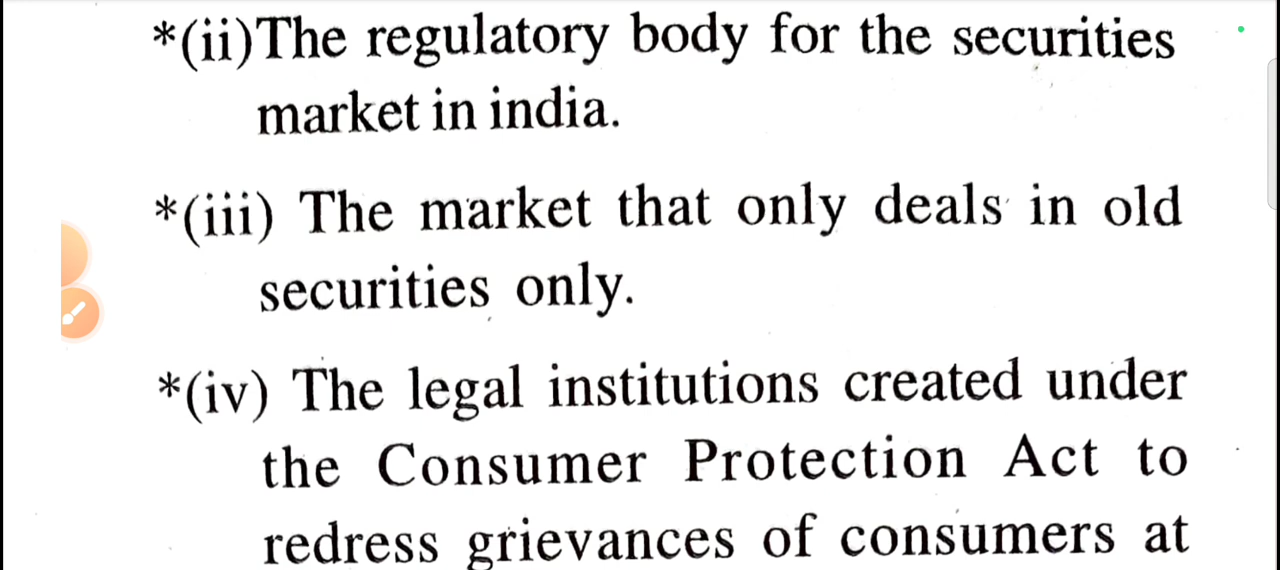 *(ii)The regulatory body for the securities
market in india.
*(iii) The market that only deals in old
securities only.
*(iv) The legal institutions created under
the Consumer Protection Act to
redress grievances of consumers at